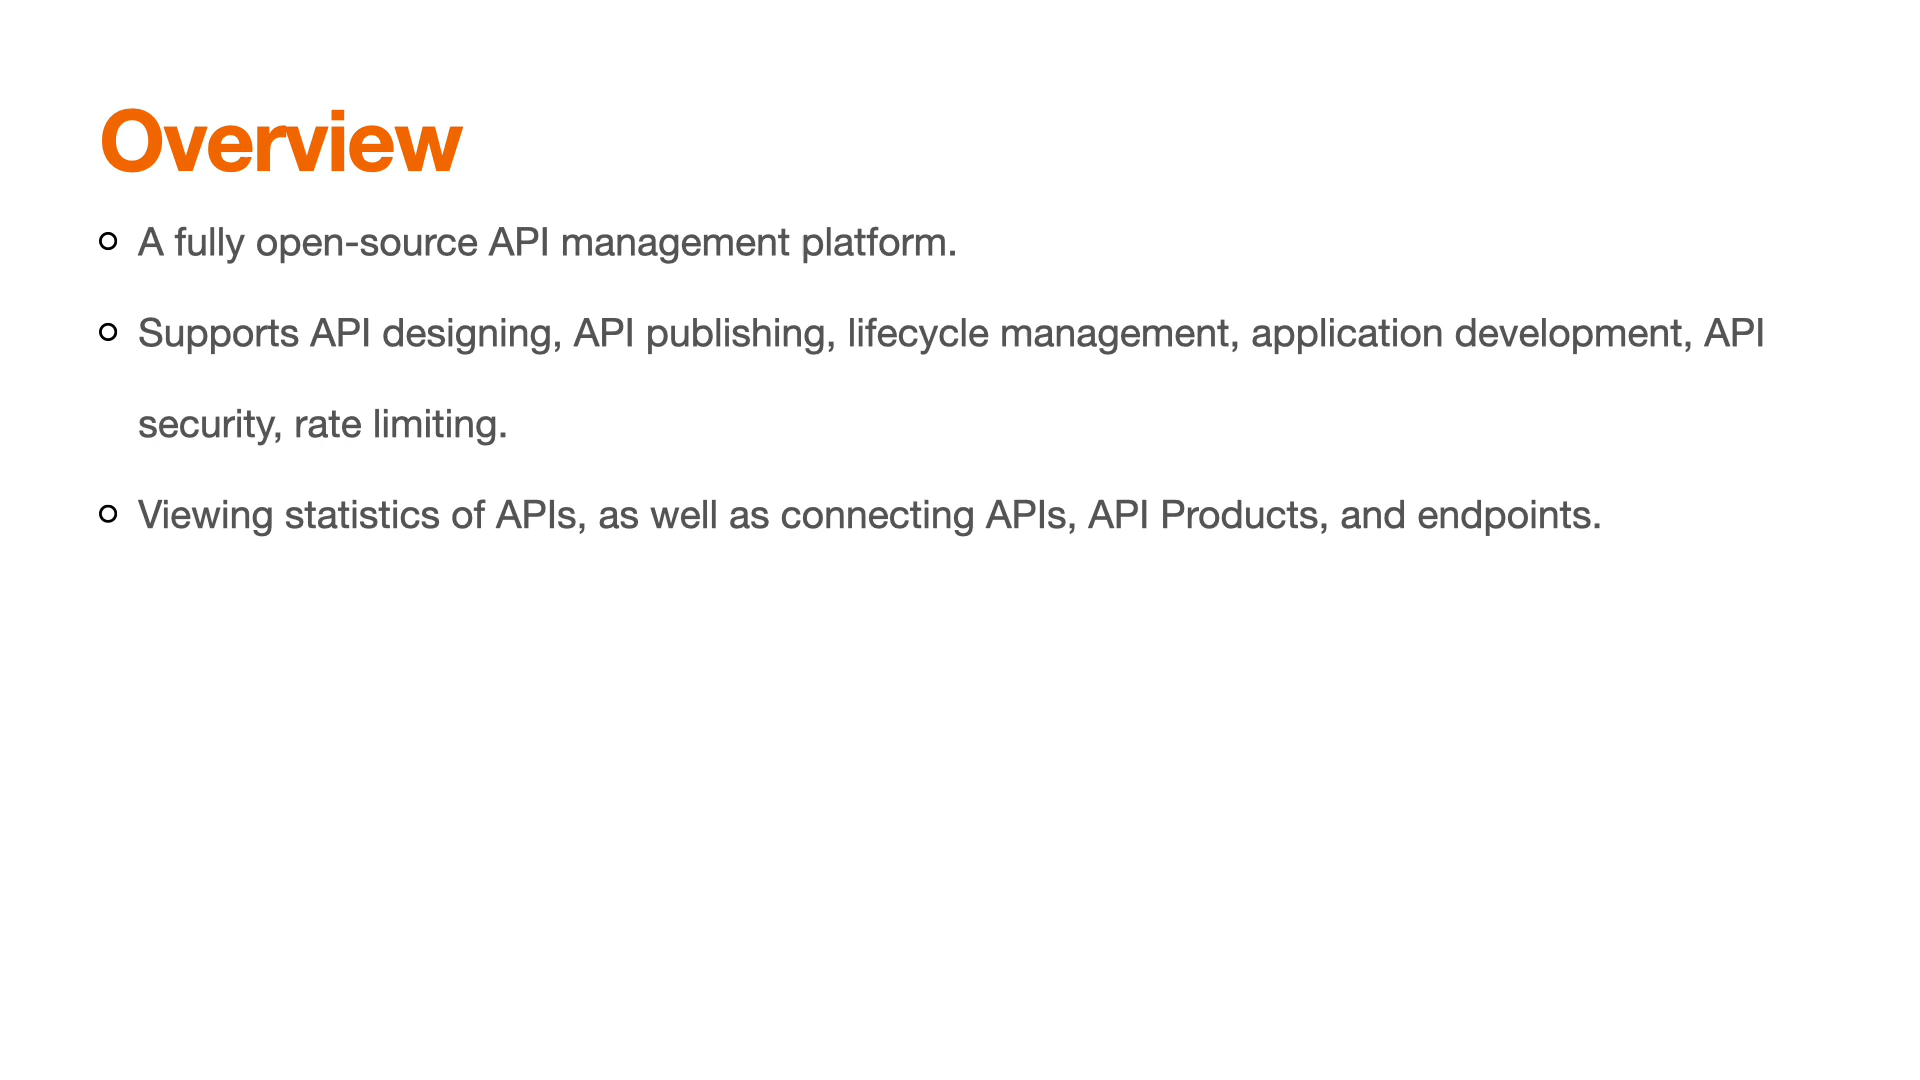 Overview
A fully open-source API management platform.
Supports API designing, API publishing, lifecycle management, application development, API
security, rate limiting.
Viewing statistics of APIs, as well as connecting APIs, API Products, and endpoints.